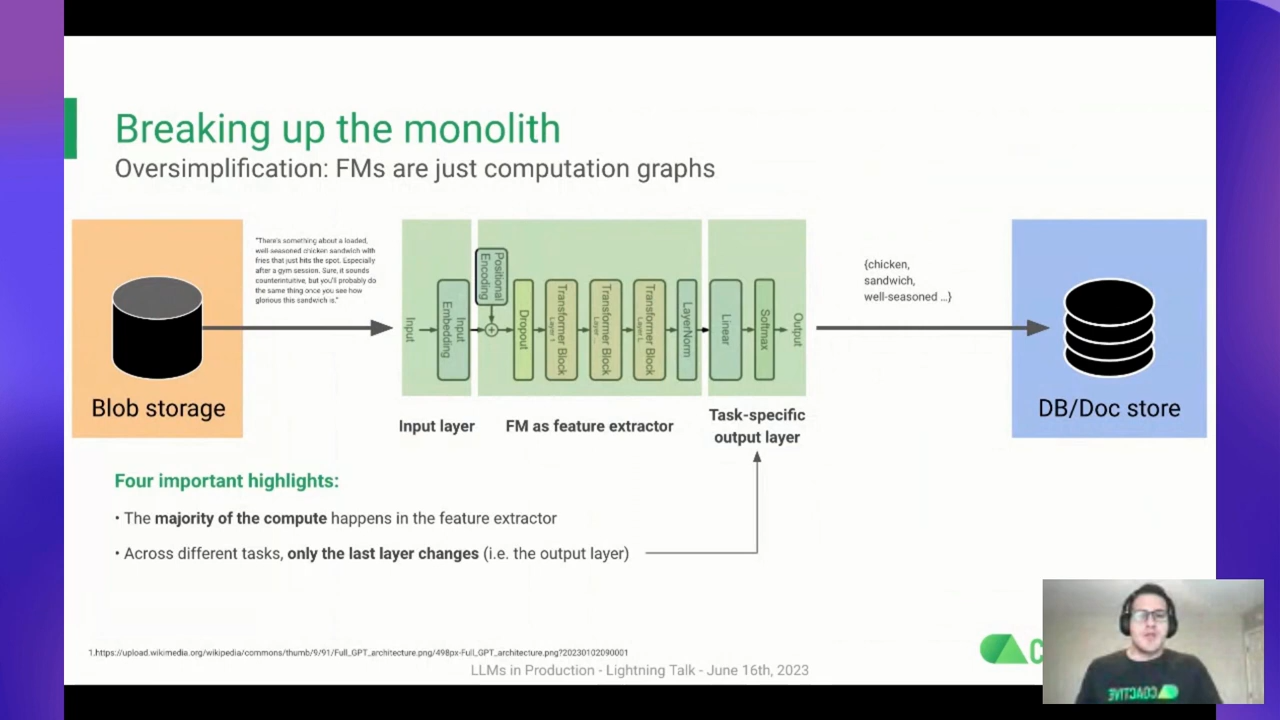 Breaking up the monolith
Oversimplification: FMs are just computation graphs
Blob storage
"There's something about a loaded,
well-seasoned chicken sandwich with
fries that just hits the spot. Especially
after a gym session. Sure, it sounds
counterintuitive, but you'll probably do
the same thing once you see how
glorious this sandwich is."
Input
Input
Embedding
Positional
Encoding
Dropout
Transformer Block
Transformer Block
Layer ...
Transformer Block
Layer L
LayerNorm
Linear
Softmax
Output
Input layer
FM as feature extractor
Task-specific
output layer
{chicken,
sandwich,
well-seasoned ...}
DB/Doc store
Four important highlights:
• The majority of the compute happens in the feature extractor
• Across different tasks, only the last layer changes (i.e. the output layer)
1.https://upload.wikimedia.org/wikipedia/commons/thumb/9/91/Full_GPT_architecture.png/498px-Full_GPT_architecture.png?20230102090001
LLMs in Production - Lightning Talk - June 16th, 2023
COACTIVE